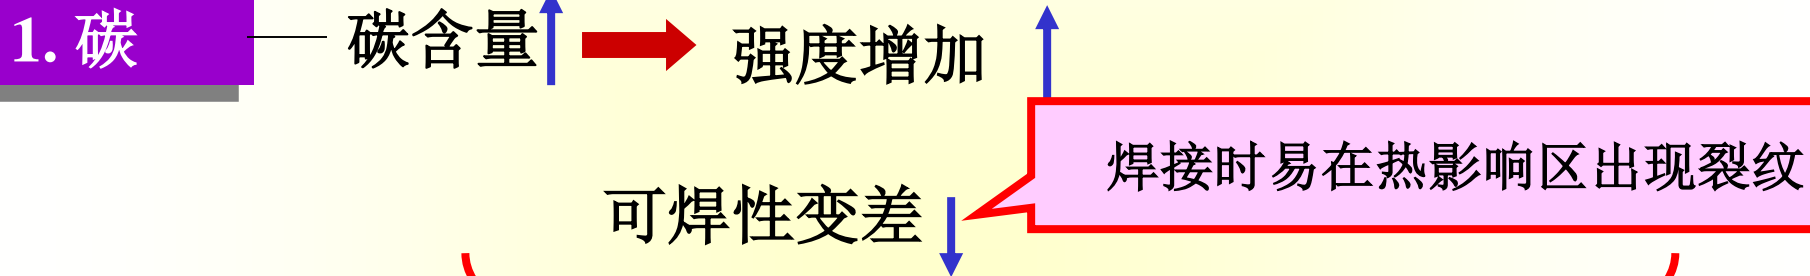 1. 碳
碳含量
强度增加
焊接时易在热影响区出现裂纹
可焊性变差